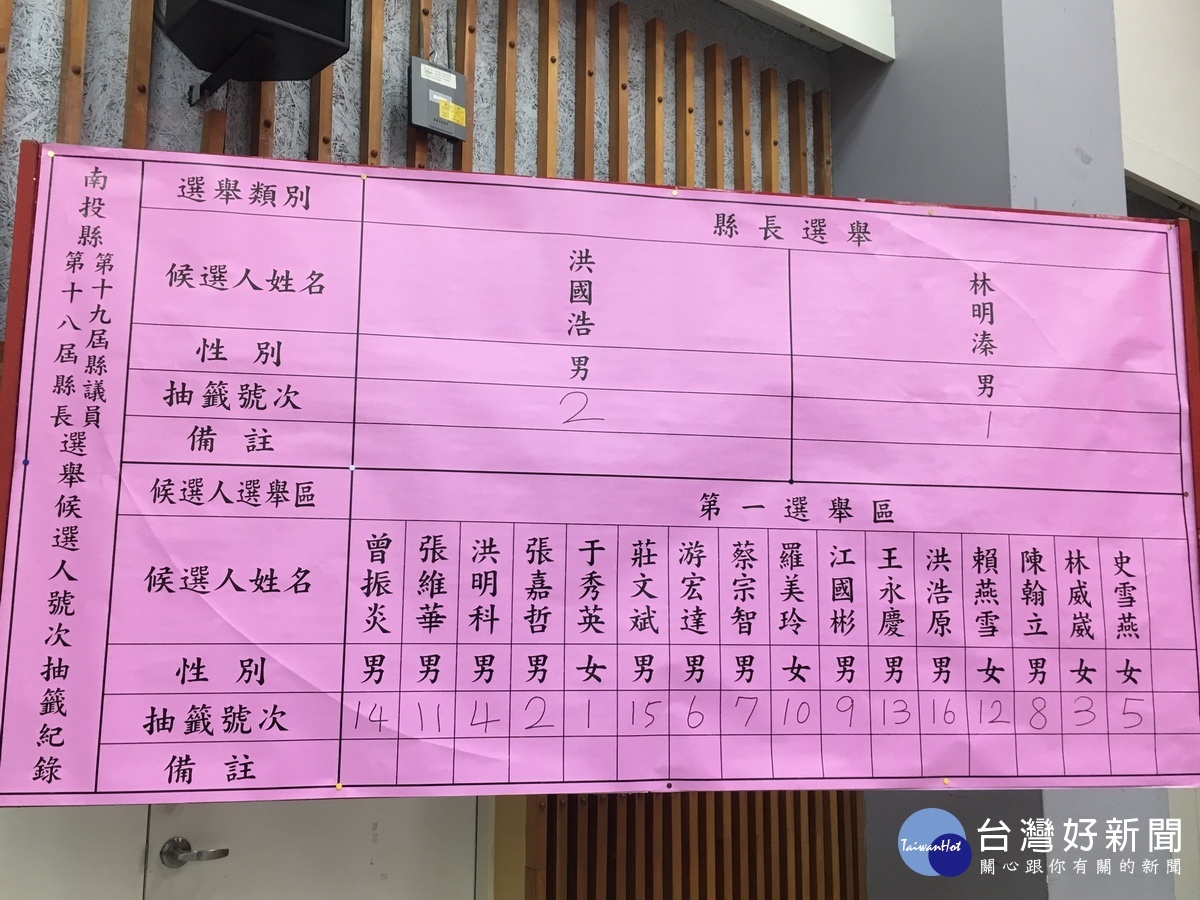 南投縣第十九屆縣議員第十八屆縣長選舉候選人號次抽籤紀錄
選舉類別 縣長選舉
候選人姓名 洪國浩 林明溱
性別 男 男
抽籤號次 2 1
備註
候選人選舉區 第一選舉區
候選人姓名 曾振炎 張維華 洪明科 張嘉哲 于秀英 莊文斌 游宏達 蔡宗智 羅美玲 江國彬 王永慶 洪浩原 賴燕雪 陳翰立 林威崴 史雪燕
性別 男 男 男 男 女 男 男 男 女 男 男 男 女 男 女 女
抽籤號次 14 11 4 2 1 15 6 7 10 9 13 16 12 8 3 5
備註
TaiwanHot
台灣好新聞
關心跟你有關的新聞